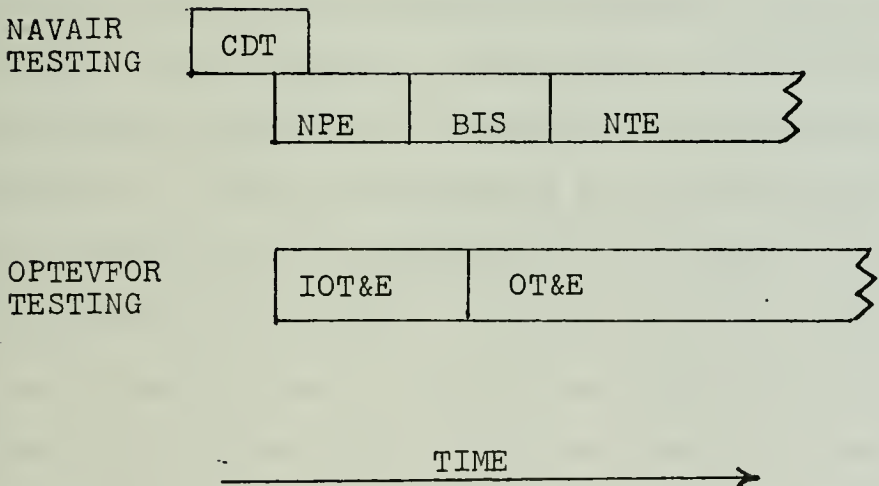 NAVAIR
TESTING
CDT
NPE
BIS
NTE
OPTEVFOR
TESTING
IOT&E
OT&E
TIME